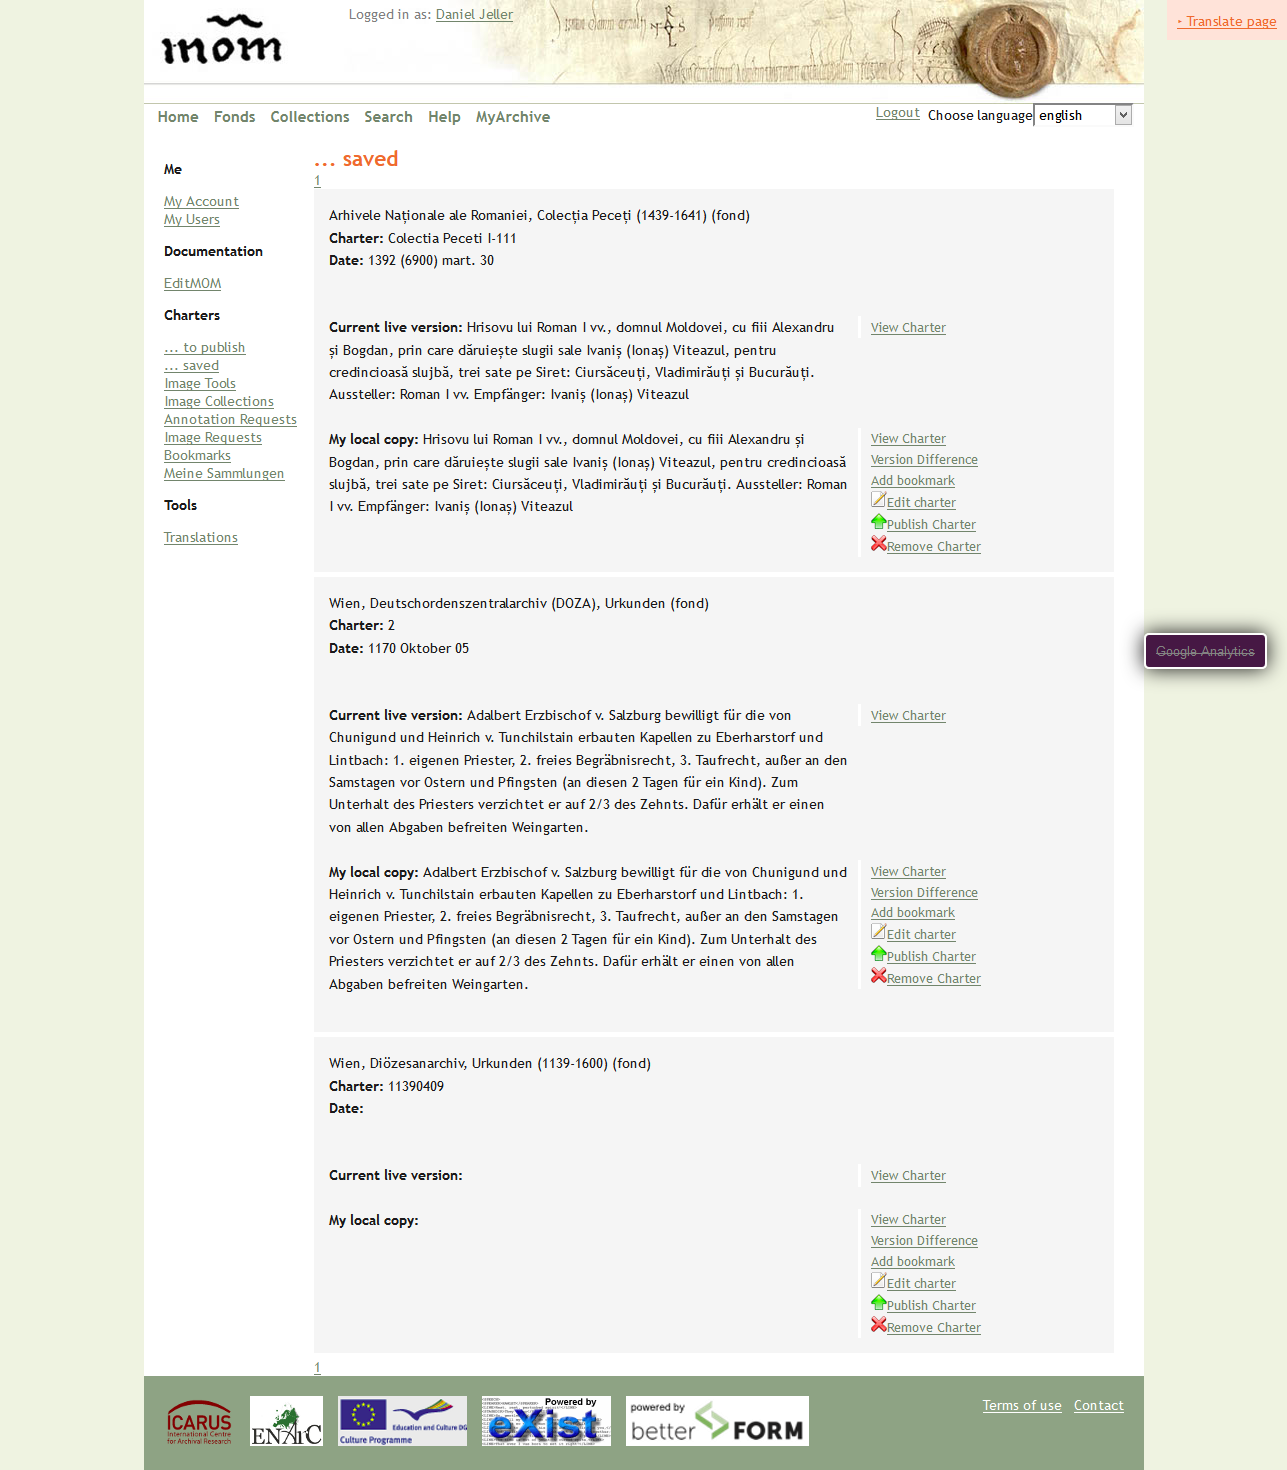 mom
Logged in as: Daniel Jeller
‣ Translate page
Home Fonds Collections Search Help MyArchive
Logout Choose language english
Me
My Account
My Users
Documentation
EditMOM
Charters
... to publish
... saved
Image Tools
Image Collections
Annotation Requests
Image Requests
Bookmarks
Meine Sammlungen
Tools
Translations
... saved
1
Arhivele Naționale ale Romaniei, Colecția Peceți (1439-1641) (fond)
Charter: Colectia Peceti I-111
Date: 1392 (6900) mart. 30
Current live version: Hrisovu lui Roman I vv., domnul Moldovei, cu fiii Alexandru
și Bogdan, prin care dăruiește slugii sale Ivaniș (Ionaș) Viteazul, pentru
credincioasă slujbă, trei sate pe Siret: Ciursăceuți, Vladimirăuți și Bucurăuți.
Aussteller: Roman I vv. Empfänger: Ivaniș (Ionaș) Viteazul
View Charter
My local copy: Hrisovu lui Roman I vv., domnul Moldovei, cu fiii Alexandru și
Bogdan, prin care dăruiește slugii sale Ivaniș (Ionaș) Viteazul, pentru credincioasă
slujbă, trei sate pe Siret: Ciursăceuți, Vladimirăuți și Bucurăuți. Aussteller: Roman
I vv. Empfänger: Ivaniș (Ionaș) Viteazul
View Charter
Version Difference
Add bookmark
Edit charter
Publish Charter
Remove Charter
Wien, Deutschordenszentralarchiv (DOZA), Urkunden (fond)
Charter: 2
Date: 1170 Oktober 05
Google Analytics
Current live version: Adalbert Erzbischof v. Salzburg bewilligt für die von
Chunigund und Heinrich v. Tunchilstain erbauten Kapellen zu Eberharstorf und
Lintbach: 1. eigenen Priester, 2. freies Begräbnisrecht, 3. Taufrecht, außer an den
Samstagen vor Ostern und Pfingsten (an diesen 2 Tagen für ein Kind). Zum
Unterhalt des Priesters verzichtet er auf 2/3 des Zehnts. Dafür erhält er einen
von allen Abgaben befreiten Weingarten.
View Charter
My local copy: Adalbert Erzbischof v. Salzburg bewilligt für die von Chunigund und
Heinrich v. Tunchilstain erbauten Kapellen zu Eberharstorf und Lintbach: 1.
eigenen Priester, 2. freies Begräbnisrecht, 3. Taufrecht, außer an den Samstagen
vor Ostern und Pfingsten (an diesen 2 Tagen für ein Kind). Zum Unterhalt des
Priesters verzichtet er auf 2/3 des Zehnts. Dafür erhält er einen von allen
Abgaben befreiten Weingarten.
View Charter
Version Difference
Add bookmark
Edit charter
Publish Charter
Remove Charter
Wien, Diözesanarchiv, Urkunden (1139-1600) (fond)
Charter: 11390409
Date:
Current live version:
View Charter
My local copy:
View Charter
Version Difference
Add bookmark
Edit charter
Publish Charter
Remove Charter
1
ICARUS
International Centre
for Archival Research
ENArC
Education and Culture DG
Culture Programme
Powered by
eXist
powered by
better FORM
Terms of use Contact